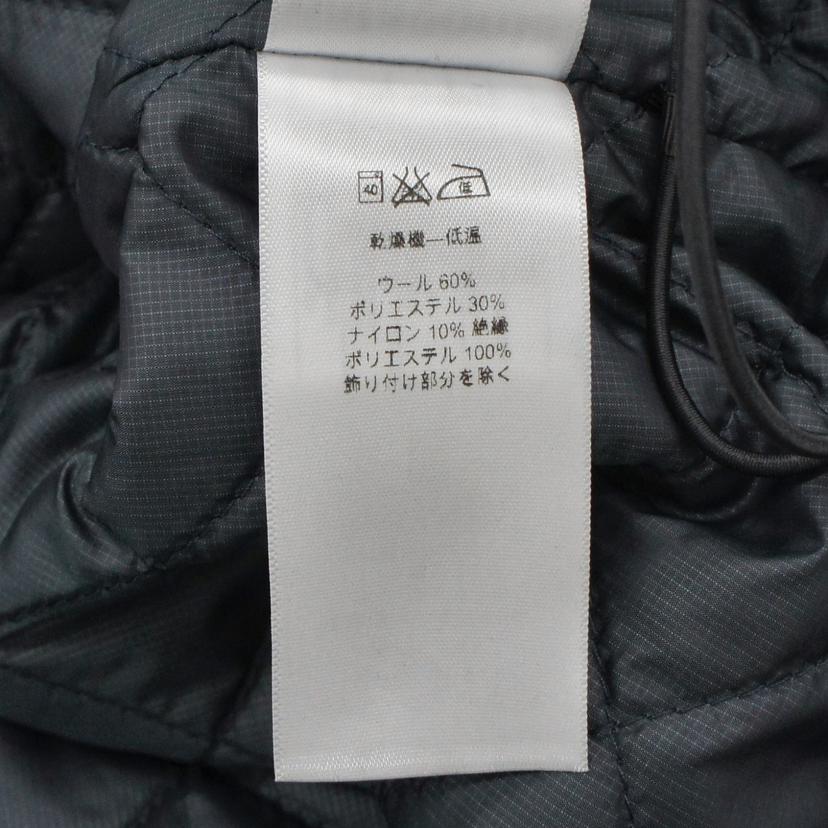 40 低
乾燥機―低温
ウール 60%
ポリエステル 30%
ナイロン 10% 絶縁
ポリエステル 100%
飾り付け部分を除く